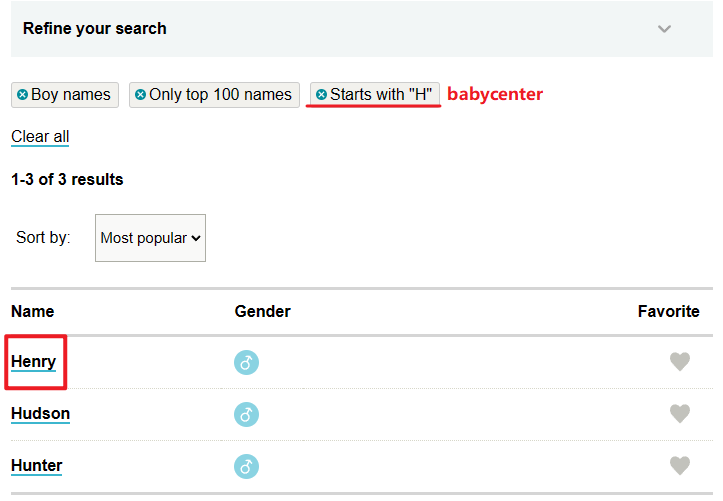 Refine your search
Boy names Only top 100 names Starts with "H" babycenter
Clear all
1-3 of 3 results
Sort by: Most popular
Name Gender Favorite
Henry
Hudson
Hunter